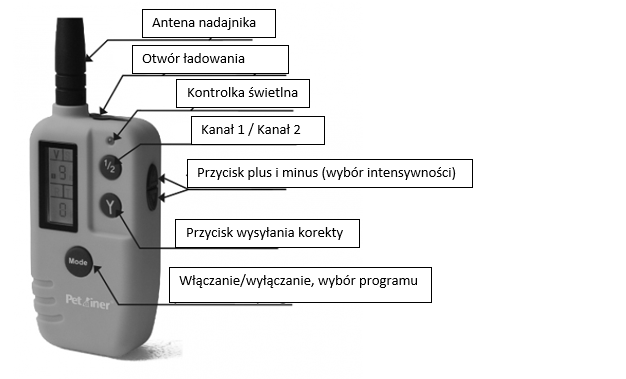 Antena nadajnika
Otwór ładowania
Kontrolka świetlna
Kanał 1 / Kanał 2
1/2
Przycisk plus i minus (wybór intensywności)
Y
Przycisk wysyłania korekty
Mode
Włączanie/wyłączanie, wybór programu
Petainer